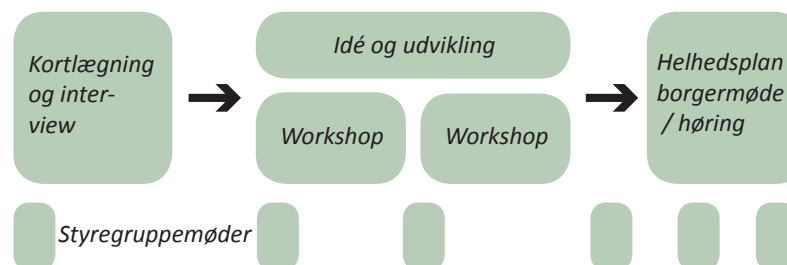 Kortlægning
og inter-
view
Idé og udvikling
Workshop
Workshop
Helhedsplan
borgermøde
/ høring
Styregruppemøder